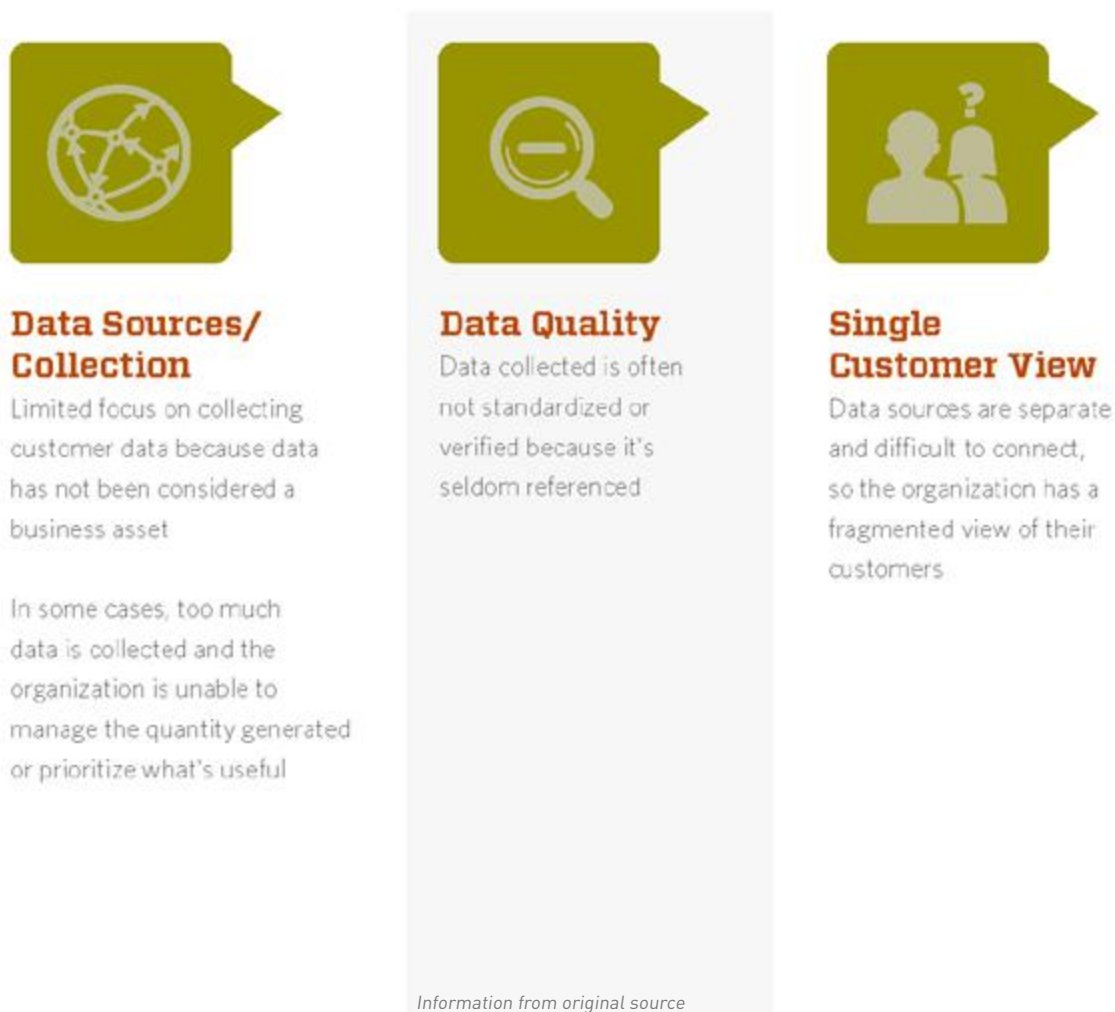 Data Sources/
Collection
Limited focus on collecting
customer data because data
has not been considered a
business asset
In some cases, too much
data is collected and the
organization is unable to
manage the quantity generated
or prioritize what's useful
Data Quality
Data collected is often
not standardized or
verified because it's
seldom referenced
?
Single
Customer View
Data sources are separate
and difficult to connect,
so the organization has a
fragmented view of their
customers
Information from original source